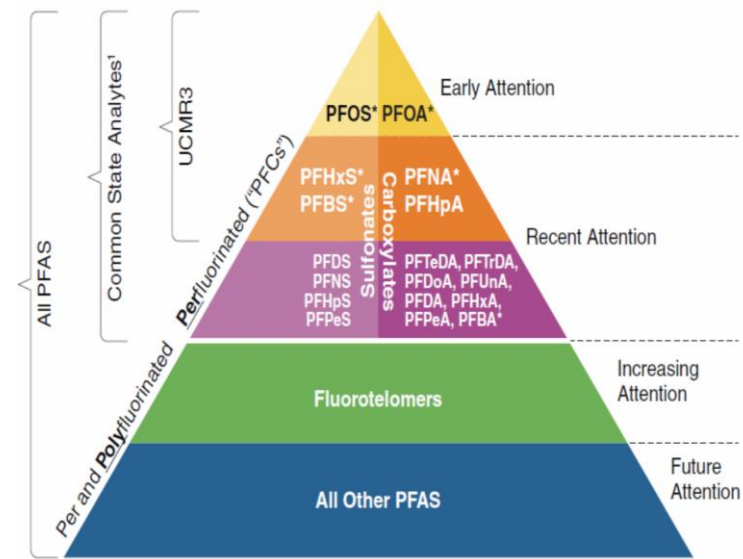 All PFAS
Common State Analytes¹
UCMR3
Early Attention
PFOS* PFOA*
Perfluorinated ("PFCs")
PFHxS*
PFBS*
Sulfonates
Carboxylates
PFNA*
PFHpA
Recent Attention
PFDS
PFNS
PFHpS
PFPeS
PFTeDA, PFTrDA,
PFDoA, PFUnA,
PFDA, PFHxA,
PFPeA, PFBA*
Per and Polyfluorinated
Fluorotelomers
Increasing
Attention
All Other PFAS
Future
Attention